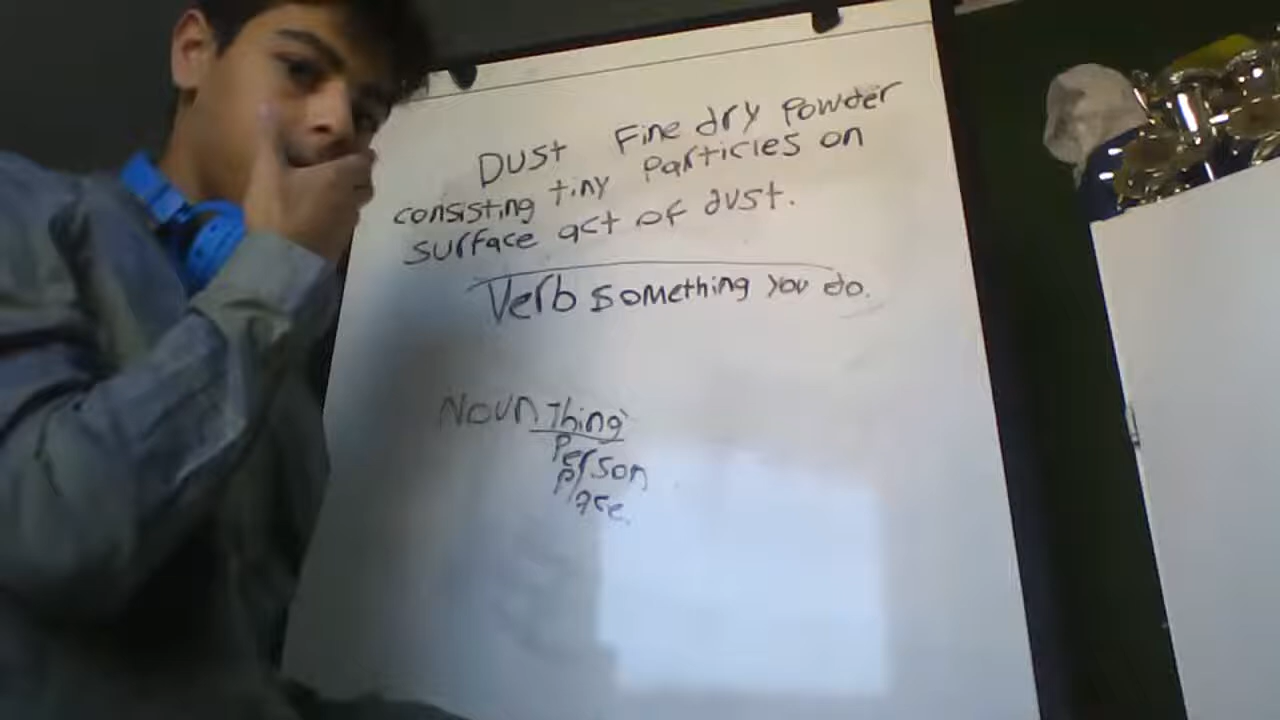 Dust Fine dry Powder
consisting tiny Particles on
surface act of dust.
Verb something you do.
Noun Thing
Person
Place.